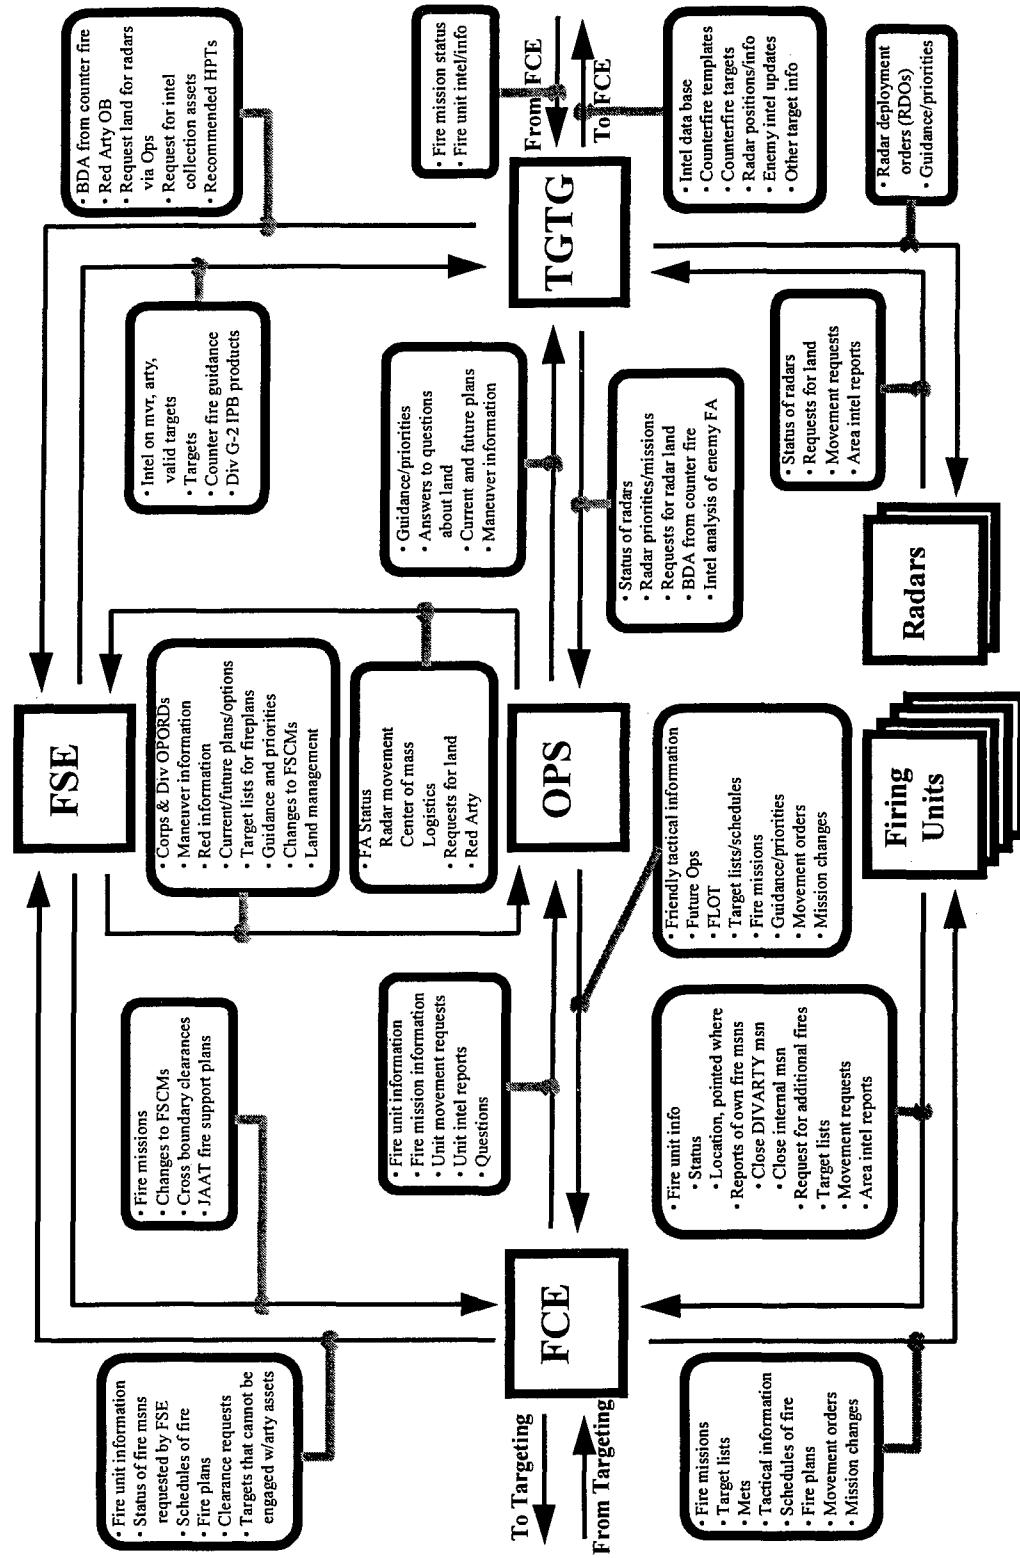 • Fire unit information
• Status of fire msns
requested by FSE
• Schedules of fire
• Fire plans
• Clearance requests
• Targets that cannot be
engaged w/arty assets
• Fire missions
• Changes to FSCMs
• Cross boundary clearances
• JAAT fire support plans
FSE
• Corps & Div OPORDs
• Maneuver information
• Red information
• Current/future plans/options
• Target lists for fireplans
• Guidance and priorities
• Changes to FSCMs
• Land management
• FA Status
Radar movement
Center of mass
Logistics
• Requests for land
• Red Arty
• Intel on mvr, arty,
valid targets
• Targets
• Counter fire guidance
• Div G-2 IPB products
• BDA from counter fire
• Red Arty OB
• Request land for radars
via Ops
• Request for intel
collection assets
• Recommended HPTs
To Targeting
From Targeting
FCE
• Fire unit information
• Fire mission information
• Unit movement requests
• Unit intel reports
• Questions
OPS
• Guidance/priorities
• Answers to questions
about land
• Current and future plans
• Maneuver information
TGTG
• Fire mission status
• Fire unit intel/info
From FCE
To FCE
• Friendly tactical information
• Future Ops
• FLOT
• Target lists/schedules
• Fire missions
• Guidance/priorities
• Movement orders
• Mission changes
• Status of radars
• Radar priorities/missions
• Requests for radar land
• BDA from counter fire
• Intel analysis of enemy FA
• Intel data base
• Counterfire templates
• Counterfire targets
• Radar positions/info
• Enemy intel updates
• Other target info
• Fire missions
• Target lists
• Mets
• Tactical information
• Schedules of fire
• Fire plans
• Movement orders
• Mission changes
• Fire unit info
• Status
• Location, pointed where
• Reports of own fire msns
• Close DIVARTY msn
• Close internal msn
• Request for additional fires
• Target lists
• Movement requests
• Area intel reports
Firing
Units
Radars
• Status of radars
• Requests for land
• Movement requests
• Area intel reports
• Radar deployment
orders (RDOs)
• Guidance/priorities